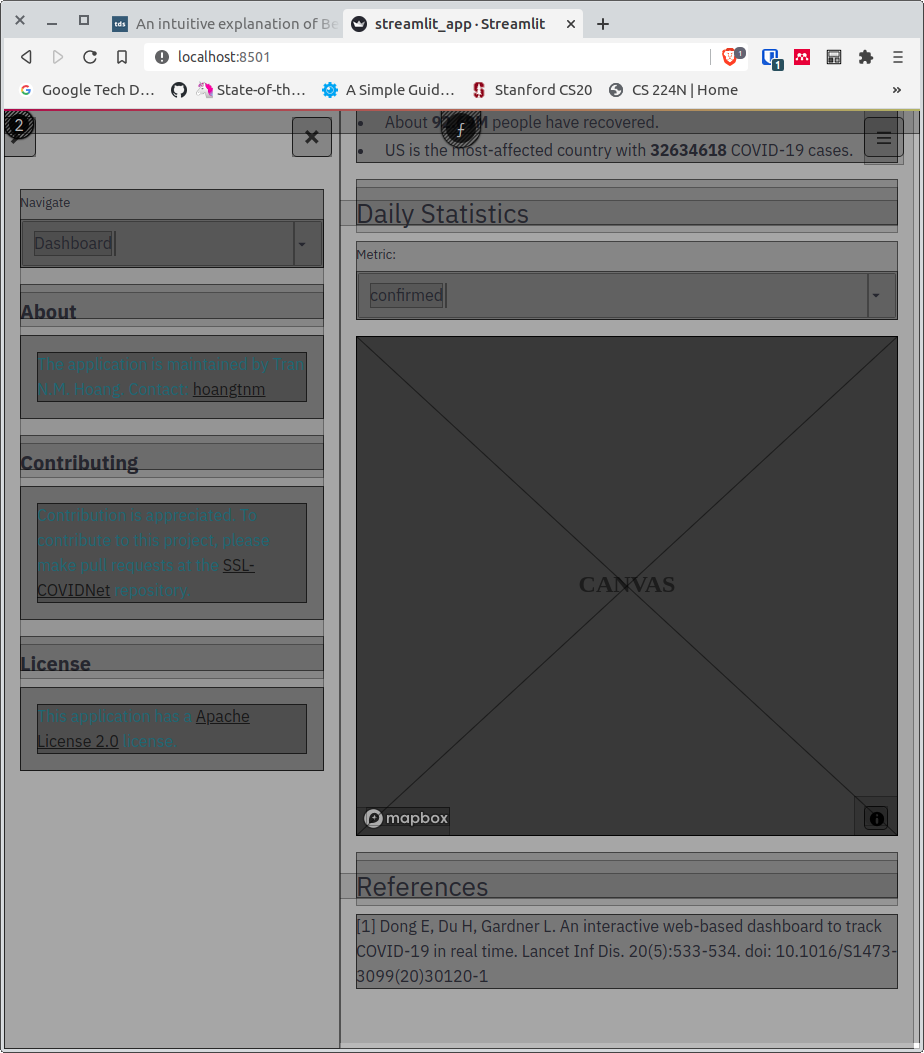 An intuitive explanation of Be
streamlit_app · Streamlit
localhost:8501
1
1
Google Tech D…
State-of-th…
A Simple Guid…
Stanford CS20
CS 224N | Home
»
2
About people have recovered.
US is the most-affected country with 32634618 COVID-19 cases.
Navigate
Dashboard
About
The application is maintained by Tran
N.M. Hoang. Contact: hoangtnm
Contributing
Contribution is appreciated! To
contribute to this project, please
make pull requests at the SSL-
COVIDNet repository.
License
This application has a Apache
License 2.0 license.
Daily Statistics
Metric:
confirmed
CANVAS
mapbox
References
[1] Dong E, Du H, Gardner L. An interactive web-based dashboard to track
COVID-19 in real time. Lancet Inf Dis. 20(5):533-534. doi: 10.1016/S1473-
3099(20)30120-1